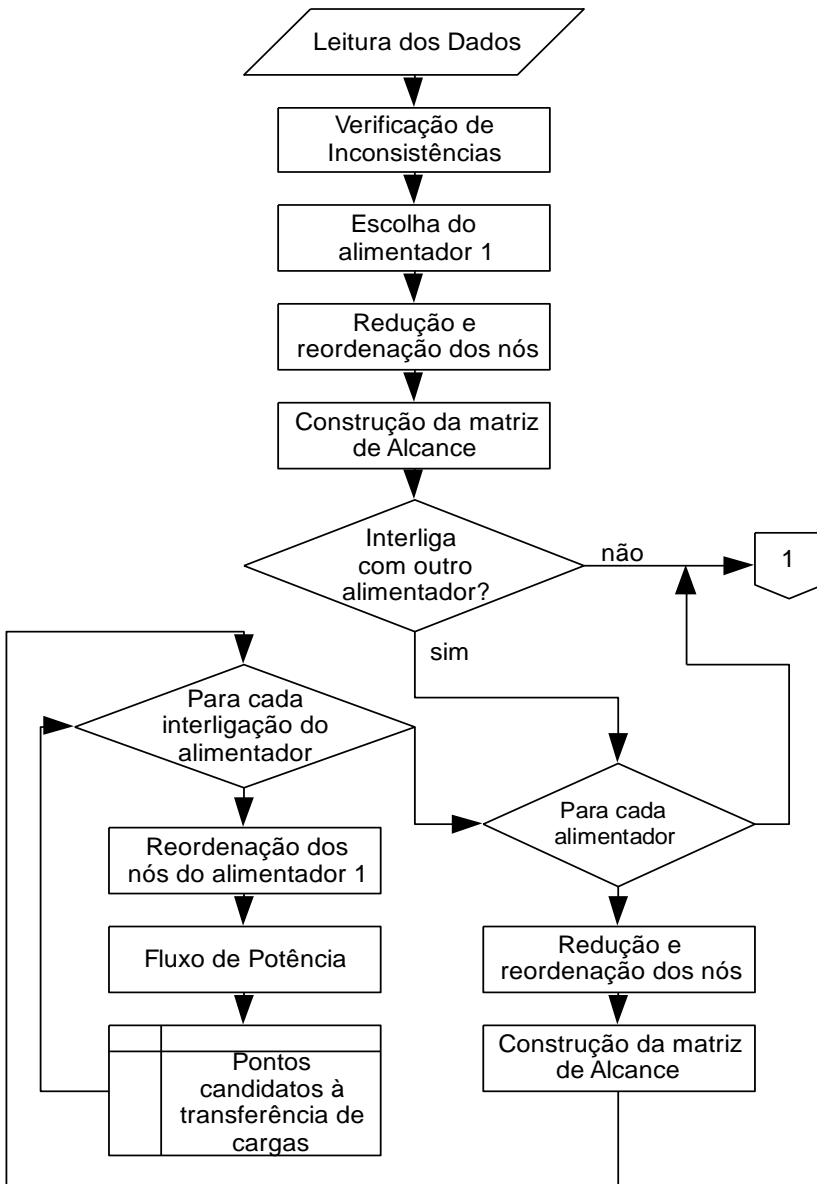 Leitura dos Dados
Verificação de
Inconsistências
Escolha do
alimentador 1
Redução e
reordenação dos nós
Construção da matriz
de Alcance
Interliga
com outro
alimentador?
não
1
sim
Para cada
interligação do
alimentador
Para cada
alimentador
Reordenação dos
nós do alimentador 1
Fluxo de Potência
Pontos
candidatos à
transferência de
cargas
Redução e
reordenação dos nós
Construção da matriz
de Alcance